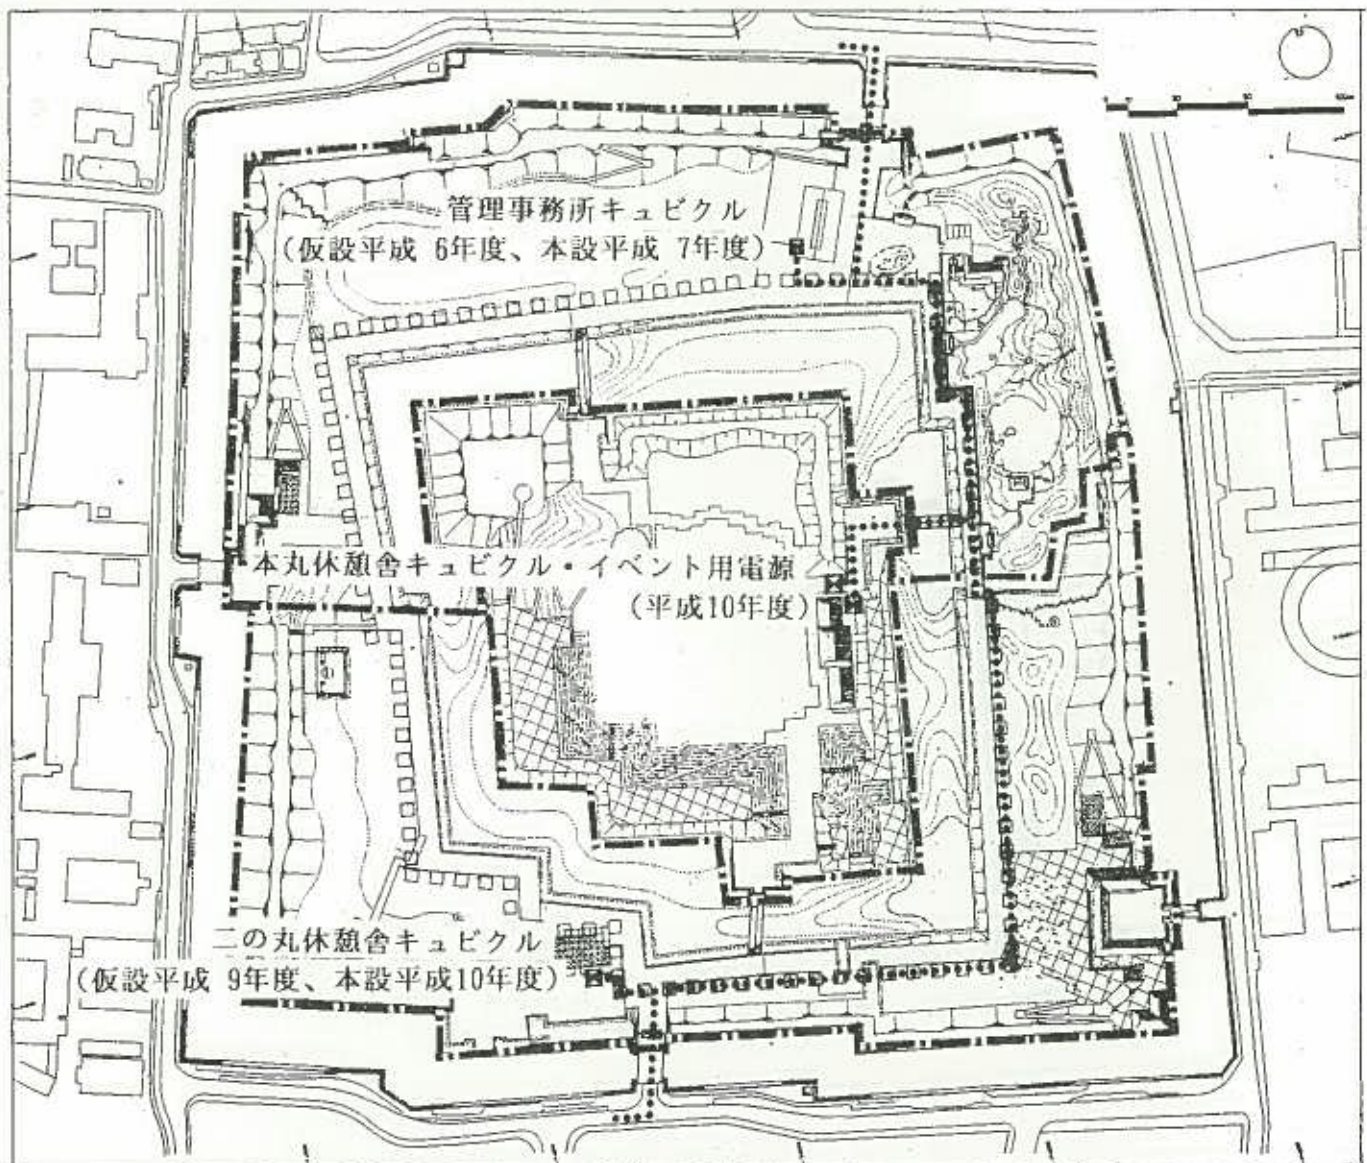 管理事務所キュビクル
(仮設平成 6年度、本設平成 7年度)
本丸休憩舎キュビクル・イベント用電源
(平成10年度)
二の丸休憩舎キュビクル
(仮設平成 9年度、本設平成10年度)